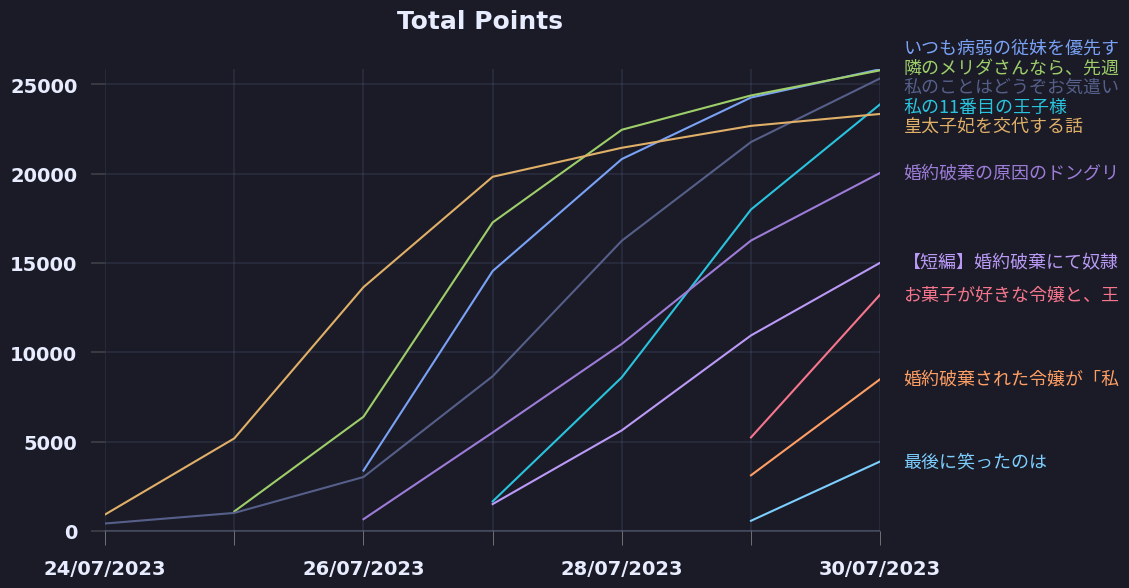 Total Points
25000
20000
15000
10000
5000
0
24/07/2023
26/07/2023
28/07/2023
30/07/2023
いつも病弱の従妹を優先す
隣のメリダさんなら、先週
私のことはどうぞお気遣い
私の11番目の王子様
皇太子妃を交代する話
婚約破棄の原因のドングリ
【短編】婚約破棄にて奴隷
お菓子が好きな令嬢と、王
婚約破棄された令嬢が「私
最後に笑ったのは